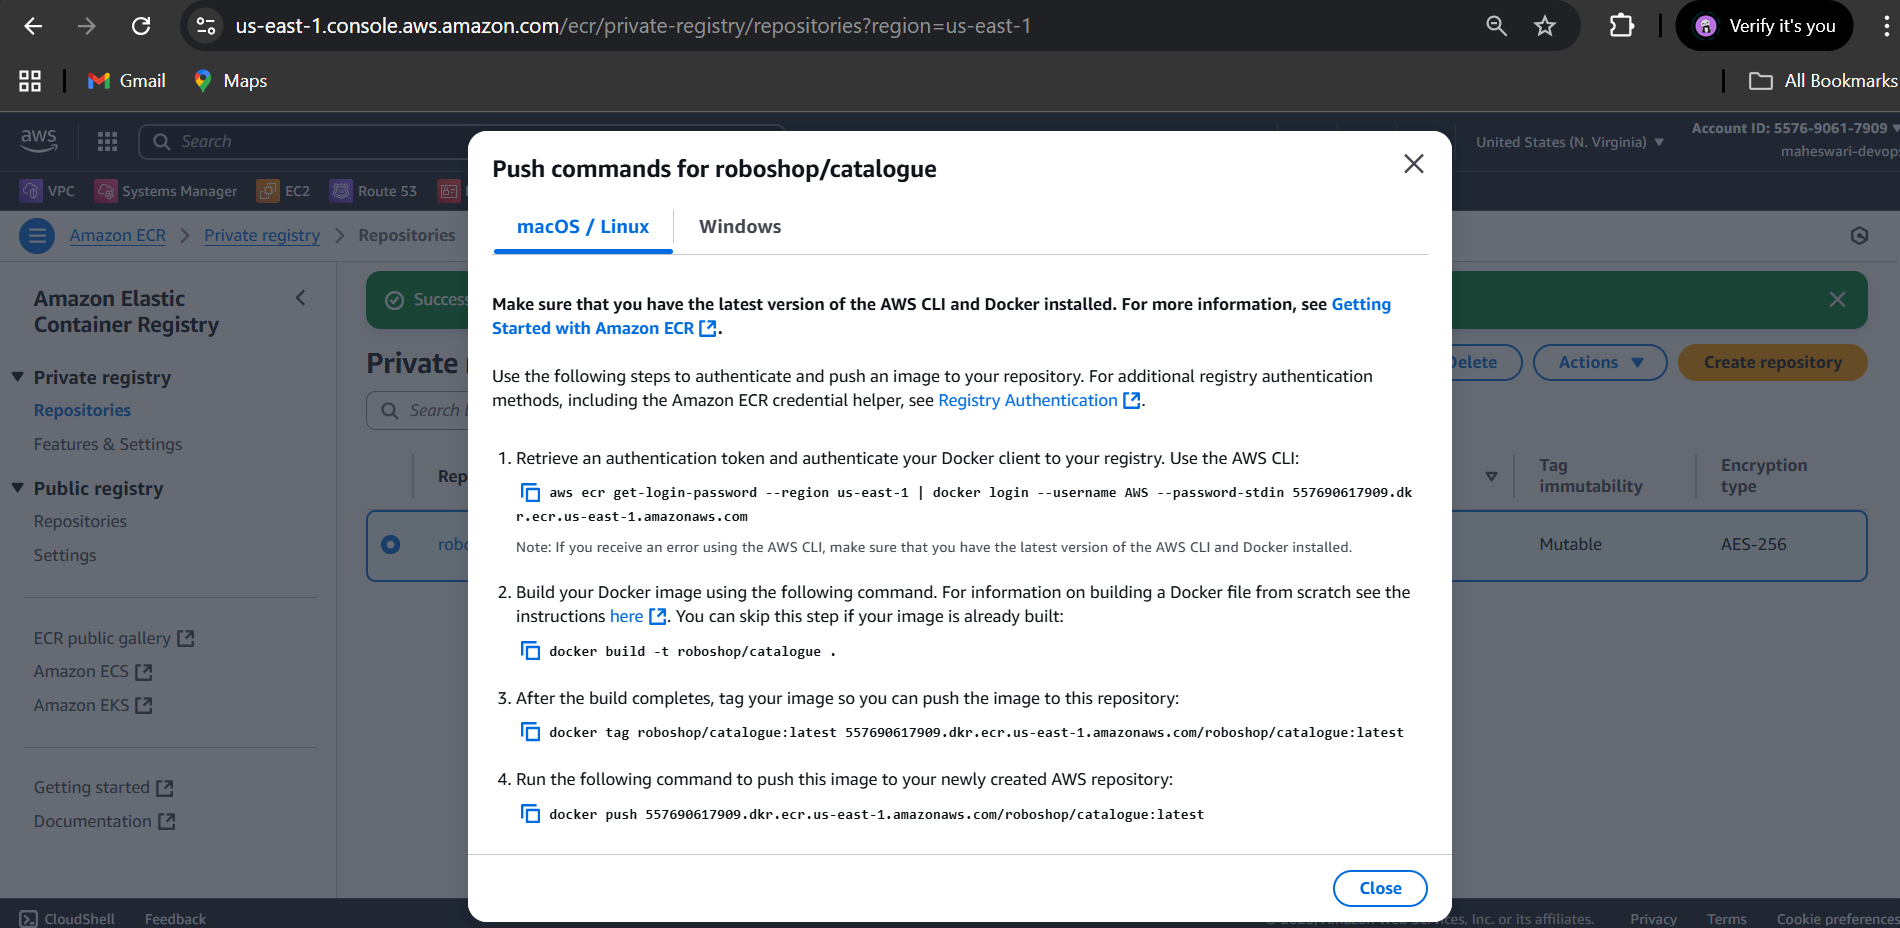 us-east-1.console.aws.amazon.com/ecr/private-registry/repositories?region=us-east-1
Verify it's you
Gmail
Maps
All Bookmarks
aws
Search
United States (N. Virginia)
Account ID: 5576-9061-7909
maheswari-devops
VPC
Systems Manager
EC2
Route 53
Amazon ECR
Private registry
Repositories
Amazon Elastic
Container Registry
Private registry
Repositories
Features & Settings
Public registry
Repositories
Settings
ECR public gallery
Amazon ECS
Amazon EKS
Getting started
Documentation
Success
Private
Delete
Actions
Create repository
Search
Rep
Tag
immutability
Encryption
type
robo
Mutable
AES-256
Push commands for roboshop/catalogue
macOS / Linux
Windows
Make sure that you have the latest version of the AWS CLI and Docker installed. For more information, see Getting
Started with Amazon ECR.
Use the following steps to authenticate and push an image to your repository. For additional registry authentication
methods, including the Amazon ECR credential helper, see Registry Authentication.
1. Retrieve an authentication token and authenticate your Docker client to your registry. Use the AWS CLI:
aws ecr get-login-password --region us-east-1 | docker login --username AWS --password-stdin 557690617909.dk
r.ecr.us-east-1.amazonaws.com
Note: If you receive an error using the AWS CLI, make sure that you have the latest version of the AWS CLI and Docker installed.
2. Build your Docker image using the following command. For information on building a Docker file from scratch see the
instructions here. You can skip this step if your image is already built:
docker build -t roboshop/catalogue .
3. After the build completes, tag your image so you can push the image to this repository:
docker tag roboshop/catalogue:latest 557690617909.dkr.ecr.us-east-1.amazonaws.com/roboshop/catalogue:latest
4. Run the following command to push this image to your newly created AWS repository:
docker push 557690617909.dkr.ecr.us-east-1.amazonaws.com/roboshop/catalogue:latest
Close
CloudShell
Feedback
Inc. or its affiliates.
Privacy
Terms
Cookie preferences